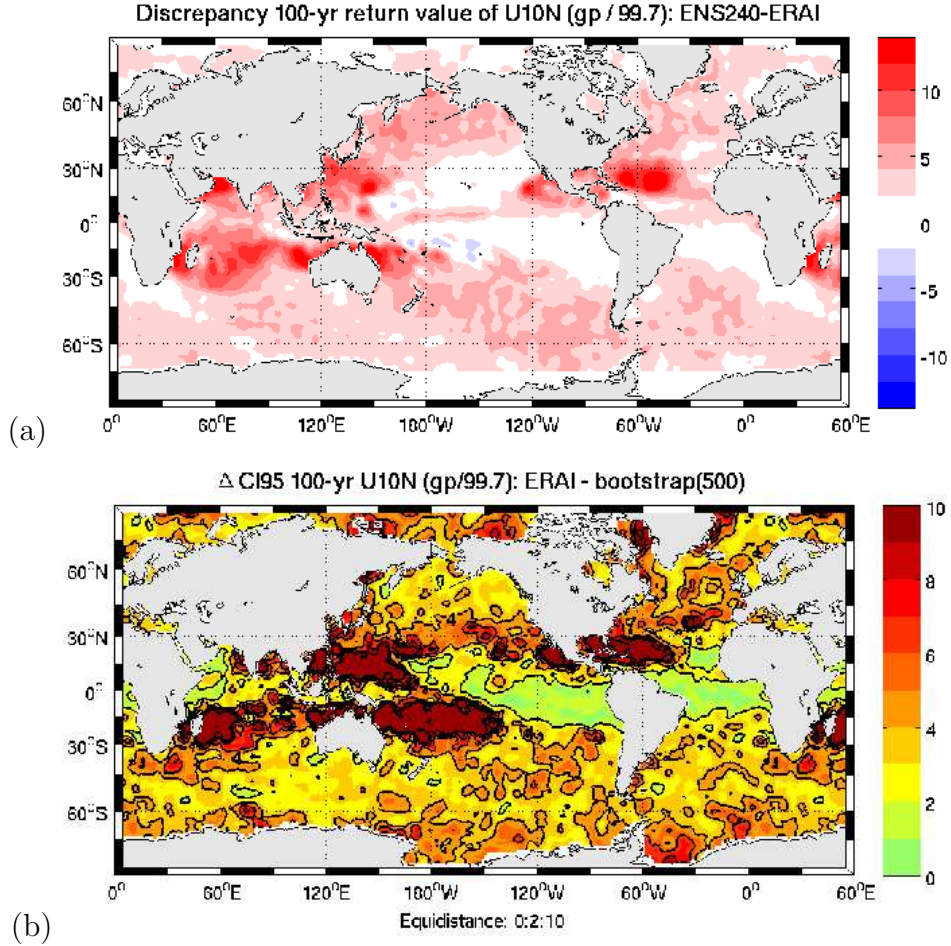 Discrepancy 100-yr return value of U10N (gp / 99.7): ENS240-ERAI
60°N
30°N
0°
30°S
60°S
0° 60°E 120°E 180°W 120°W 60°W 0° 60°E
10
5
0
-5
-10
(a)
Δ CI95 100-yr U10N (gp/99.7): ERAI - bootstrap(500)
60°N
30°N
0°
30°S
60°S
0° 60°E 120°E 180°W 120°W 60°W 0° 60°E
10
8
6
4
2
0
Equidistance: 0:2:10
(b)